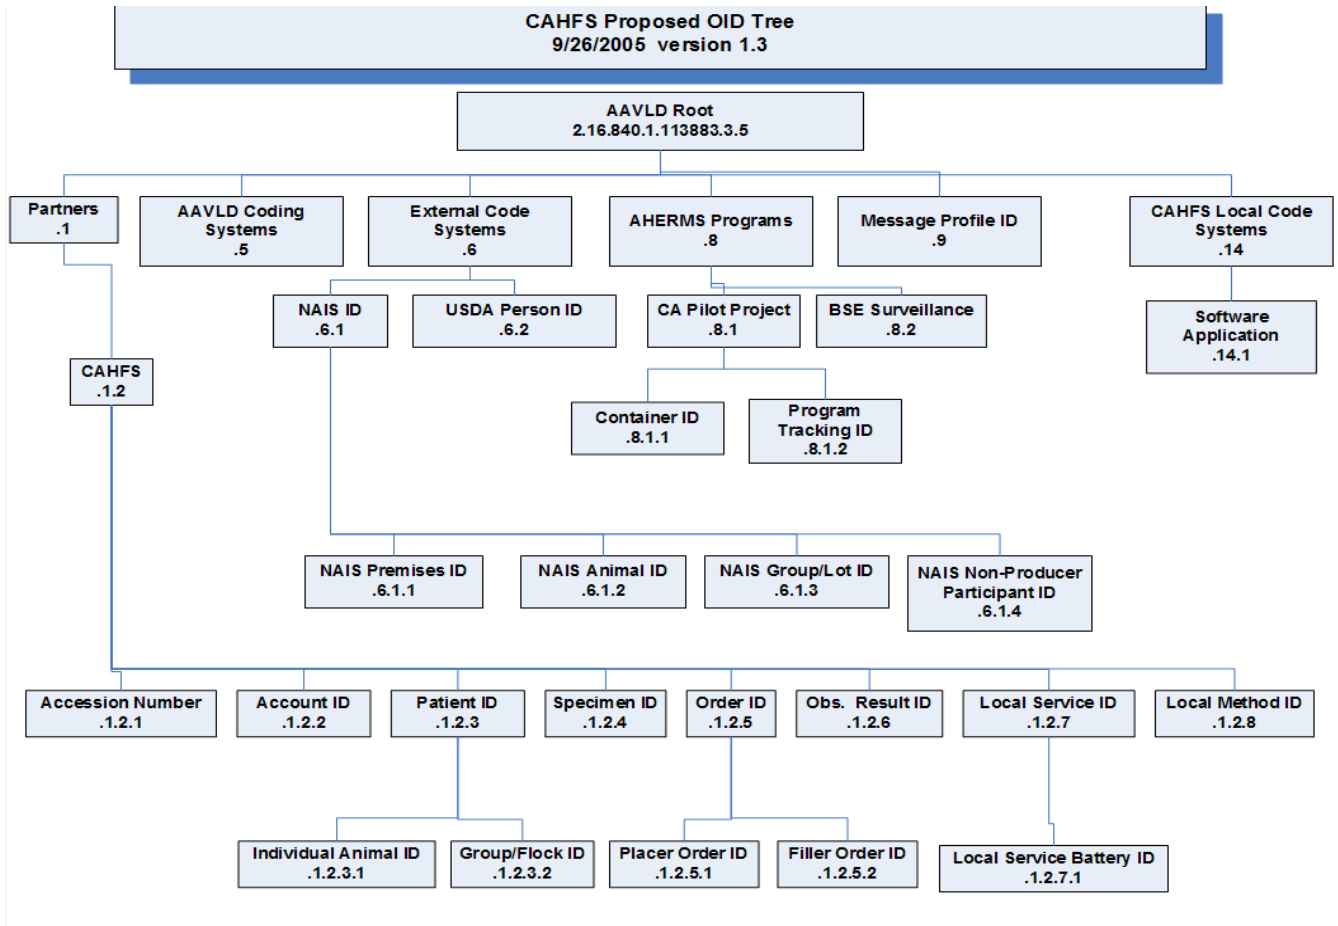 CAHFS Proposed OID Tree
9/26/2005 version 1.3
AAVLD Root
2.16.840.1.113883.3.5
Partners
.1
AAVLD Coding
Systems
.5
External Code
Systems
.6
AHERMS Programs
.8
Message Profile ID
.9
CAHFS Local Code
Systems
.14
NAIS ID
.6.1
USDA Person ID
.6.2
CA Pilot Project
.8.1
BSE Surveillance
.8.2
Software
Application
.14.1
CAHFS
.1.2
Container ID
.8.1.1
Program
Tracking ID
.8.1.2
NAIS Premises ID
.6.1.1
NAIS Animal ID
.6.1.2
NAIS Group/Lot ID
.6.1.3
NAIS Non-Producer
Participant ID
.6.1.4
Accession Number
.1.2.1
Account ID
.1.2.2
Patient ID
.1.2.3
Specimen ID
.1.2.4
Order ID
.1.2.5
Obs. Result ID
.1.2.6
Local Service ID
.1.2.7
Local Method ID
.1.2.8
Individual Animal ID
.1.2.3.1
Group/Flock ID
.1.2.3.2
Placer Order ID
.1.2.5.1
Filler Order ID
.1.2.5.2
Local Service Battery ID
.1.2.7.1